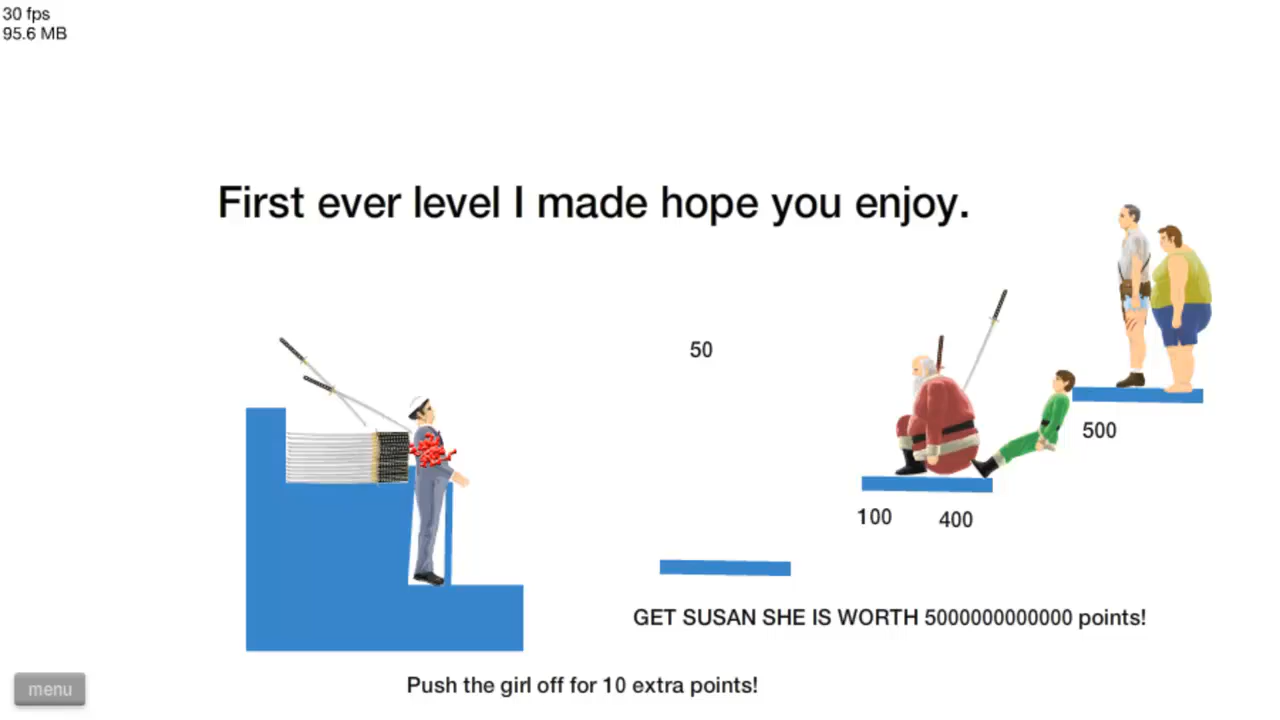 30 fps
95.6 MB
First ever level I made hope you enjoy.
50
500
100 400
GET SUSAN SHE IS WORTH 5000000000000 points!
Push the girl off for 10 extra points!
menu